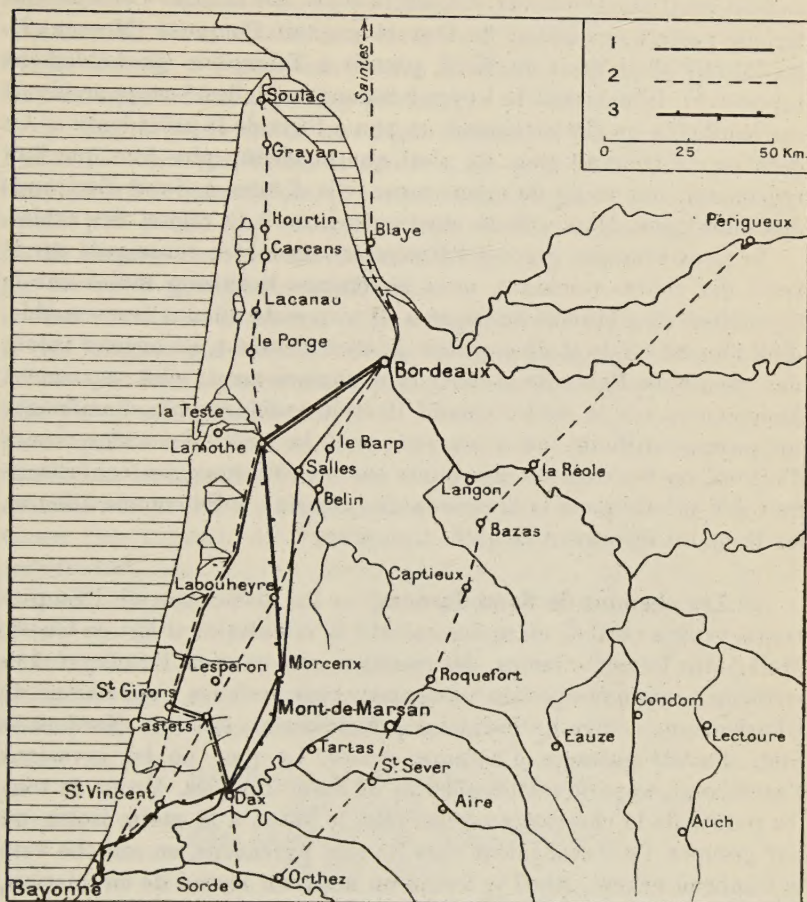 Saintes
1
2
3
0 25 50 Km.
Soulac
Grayan
Hourtin
Carcans
Lacanau
le Porge
Blaye
Périgueux
Bordeaux
la Teste
Lamothe
le Barp
Salles
Belin
Langon
la Réole
Bazas
Captieux
Labouheyre
Lesperon
Morcenx
Roquefort
St Girons
Castets
Mont-de-Marsan
Condom
Lectoure
Tartas
Eauze
St Sever
St Vincent
Dax
Aire
Auch
Bayonne
Sorde
Orthez